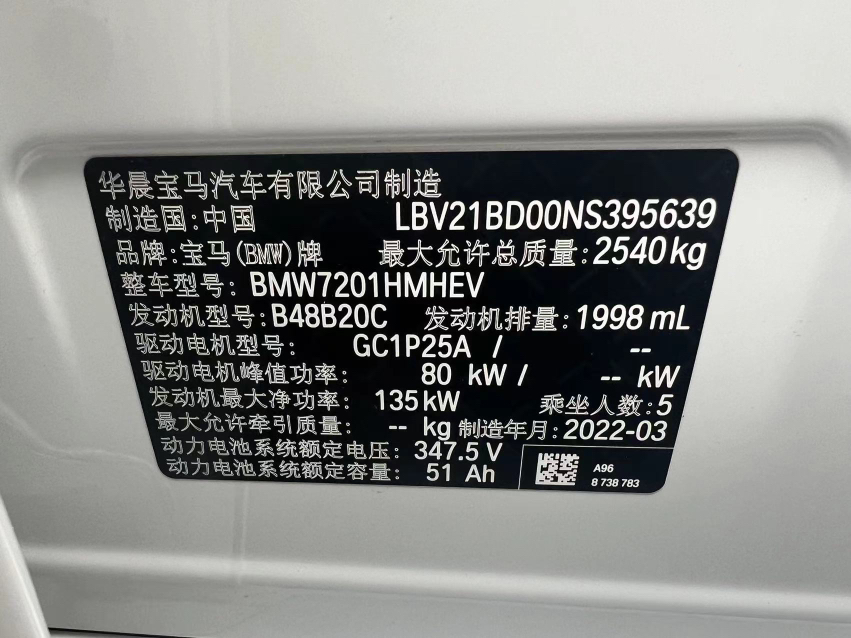 华晨宝马汽车有限公司制造
制造国:中国 LBV21BD00NS395639
品牌:宝马(BMW)牌 最大允许总质量:2540kg
整车型号:BMW7201HMHEV
发动机型号:B48B20C 发动机排量:1998 mL
驱动电机型号: GC1P25A / --
驱动电机峰值功率: 80 kW / -- kW
发动机最大净功率: 135kW 乘坐人数:5
最大允许牵引质量: -- kg 制造年月:2022-03
动力电池系统额定电压: 347.5 V
动力电池系统额定容量: 51 Ah
A96
8 738 783